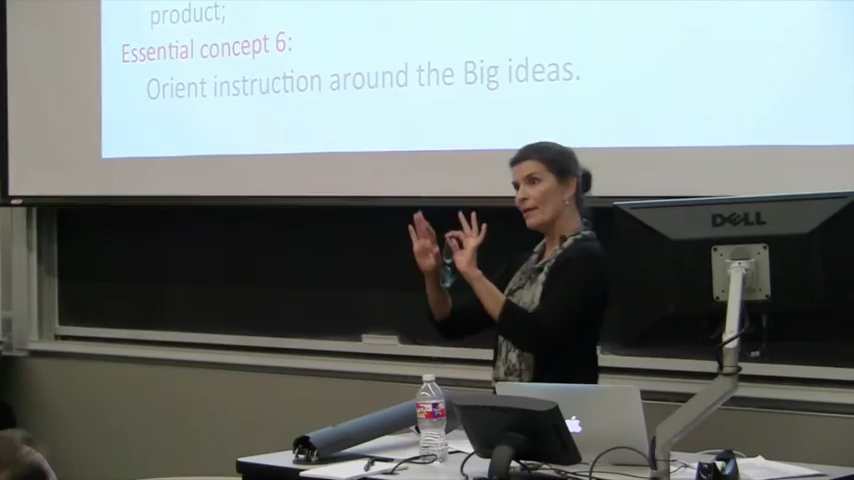 product;
Essential concept 6:
Orient instruction around the Big ideas.
DELL